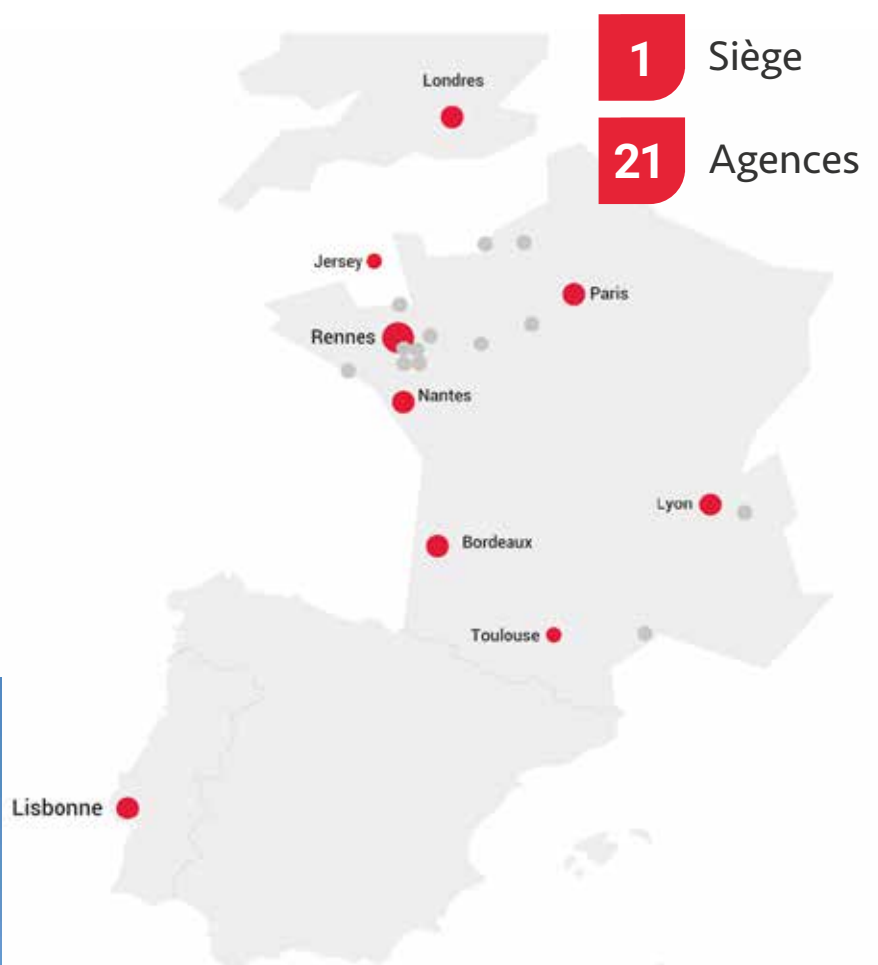 1 Siège
21 Agences
Londres
Jersey
Paris
Rennes
Nantes
Lyon
Bordeaux
Toulouse
Lisbonne